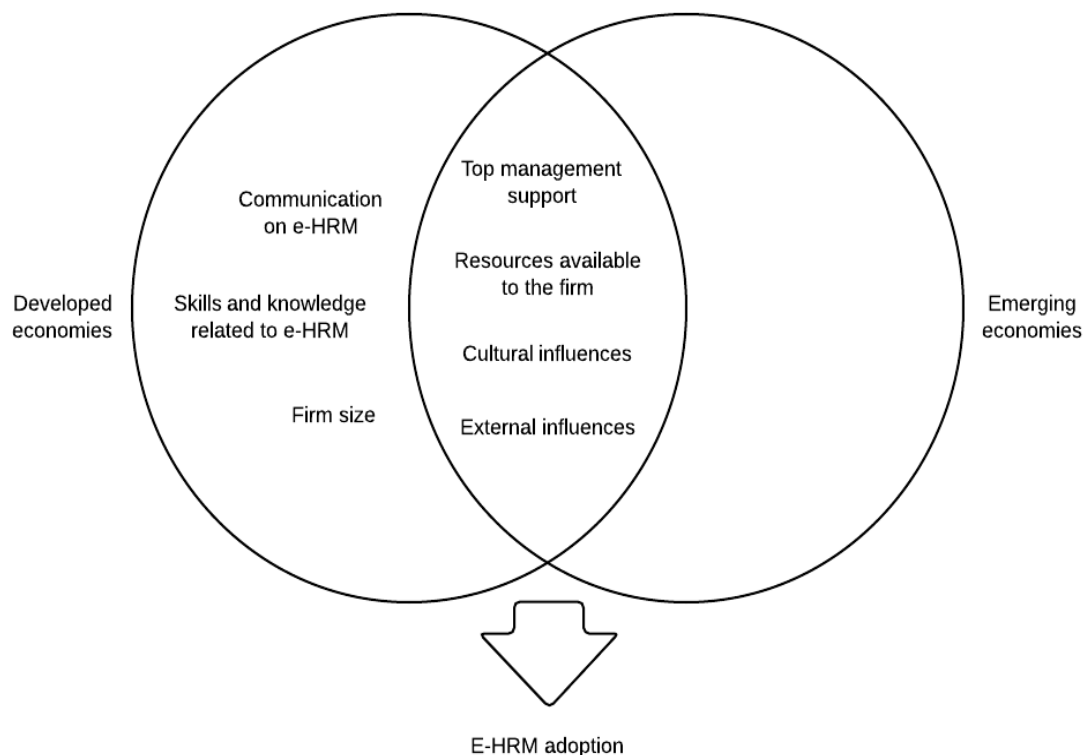 Developed
economies
Communication
on e-HRM
Skills and knowledge
related to e-HRM
Firm size
Top management
support
Resources available
to the firm
Cultural influences
External influences
Emerging
economies
E-HRM adoption